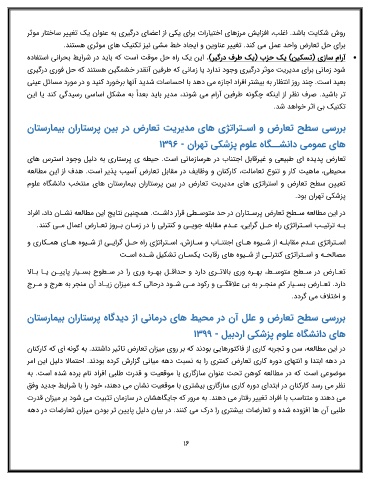 روش شکایت باشد. اغلب، افزایش مرزهای اختیارات برای یکی از اعضای درگیری به عنوان یک تغییر ساختار موثر
برای حل تعارض واحد عمل می کند. تغییر عناوین و ایجاد خط مشی نیز تکنیک های موثری هستند.
• آرام سازی (تسکین) یک حزب (یک طرف درگیر). این یک راه حل موقت است که باید در شرایط بحرانی استفاده
شود زمانی برای مدیریت موثر درگیری وجود ندارد یا زمانی که طرفین آنقدر خشمگین هستند که حل فوری درگیری
بعید است. چند روز انتظار به بیشتر افراد اجازه می دهد با احساسات شدید آنها برخورد کنید و در مورد مسائل عینی
تر باشید. صرف نظر از اینکه چگونه طرفین آرام می شوند، مدیر باید بعداً به مشکل اساسی رسیدگی کند یا این
تکنیک بی اثر خواهد شد.
بررسی سطح تعارض و استراتژی های مدیریت تعارض در بین پرستاران بیمارستان
های عمومی دانشگاه علوم پزشکی تهران - ۱۳۹۶
تعارض پدیده ای طبیعی و غیرقابل اجتناب در هرسازمانی است. حیطه ی پرستاری به دلیل وجود استرس های
محیطی، ماهیت کار و تنوع تعاملات، کارکنان و وظایف در مقابل تعارض آسیب پذیر است. هدف از این مطالعه
تعیین سطح تعارض و استراتژی های مدیریت تعارض در بین پرستاران بیمارستان های منتخب دانشگاه علوم
پزشکی تهران بود.
در این مطالعه سطح تعارض پرستاران در حد متوسطی قرار داشت. همچنین نتایج این مطالعه نشان داد، افراد
به ترتیب استراتژی راه حل گرایی، عدم مقابله جویی و کنترلی را در زمان بروز تعارض اعمال می کنند.
استراتژی عدم مقابله از شیوه های اجتناب و سازش، استراتژی راه حل گرایی از شیوه های همکاری و
مصالحه و استراتژی کنترلی از شیوه های رقابت یکسان تشکیل شده است
تعارض در سطح متوسط، بهره وری بالاتری دارد و حداقل بهره وری را در سطوح بسیار پایین یا بالا
دارد. تعارض بسیار کم منجر به بی علاقگی و رکود می شود درحالی که میزان زیاد آن منجر به هرج و مرج
و اختلاف می گردد.
بررسی سطح تعارض و علل آن در محیط های درمانی از دیدگاه پرستاران بیمارستان
های دانشگاه علوم پزشکی اردبیل - ۱۳۹۹
در این مطالعه، سن و تجربه کاری از فاکتورهایی بودند که بر روی میزان تعارض تاثیر داشتند. به گونه ای که کارکنان
در دهه ابتدا و انتهای دوره کاری تعارض کمتری را به نسبت دهه میانی گزارش کرده بودند. احتمالا دلیل این امر
موضوعی است که در مطالعه کوهن تحت عنوان سازگاری با موقعیت و قدرت طلبی افراد نام برده شده است. به
نظر می رسد کارکنان در ابتدای دوره کاری سازگاری بیشتری با موقعیت نشان می دهند، خود را با شرایط جدید وفق
می دهند و متناسب با افراد تغییر رفتار می دهند. به مرور که جایگاهشان در سازمان تثبیت می شود بر میزان قدرت
طلبی آن ها افزوده شده و تعارضات بیشتری را درک می کنند. در بیان دلیل پایین تر بودن میزان تعارضات در دهه
۱۶